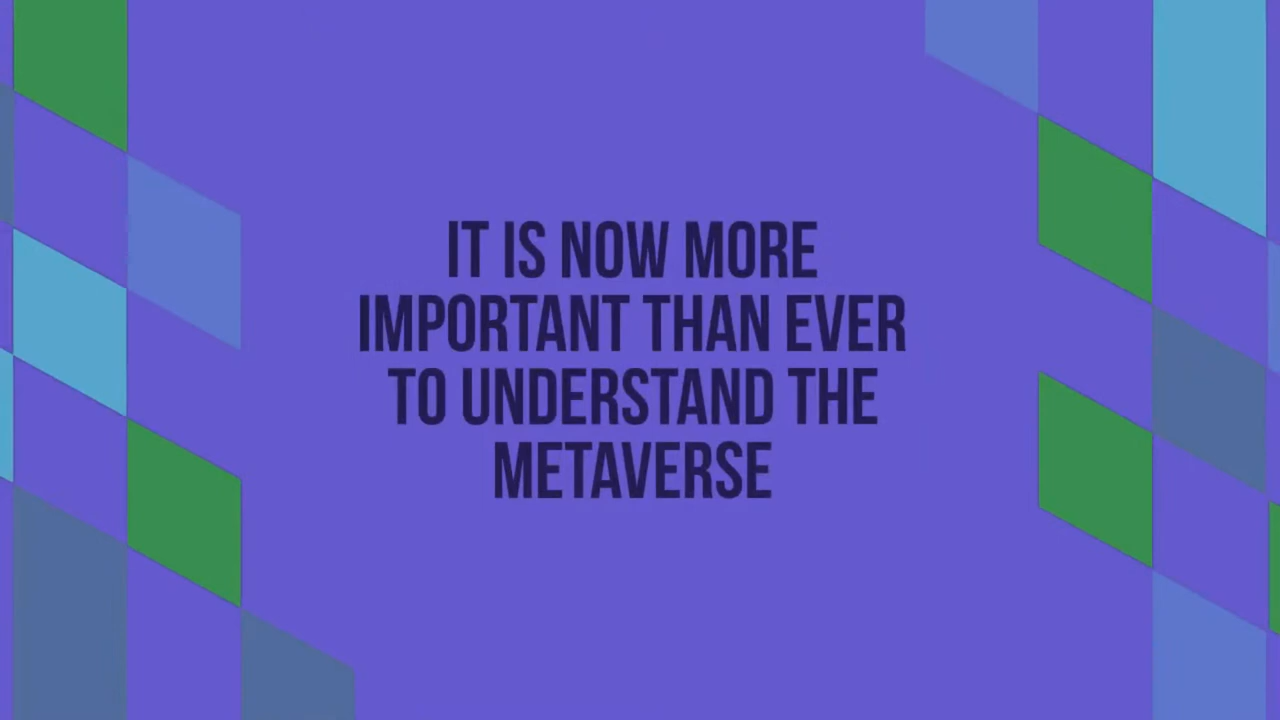 IT IS NOW MORE
IMPORTANT THAN EVER
TO UNDERSTAND THE
METAVERSE